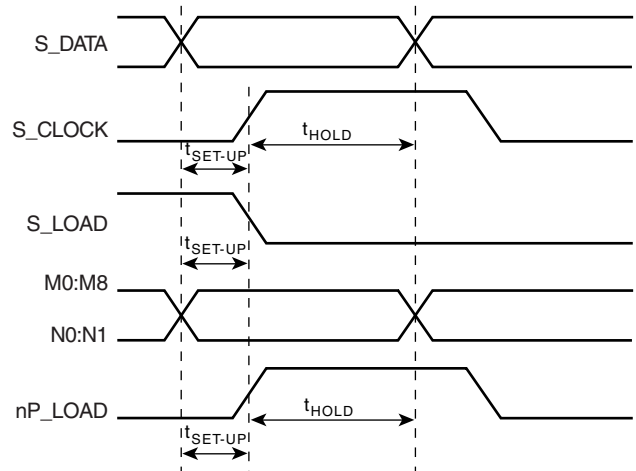 S_DATA
S_CLOCK
tHOLD
tSET-UP
S_LOAD
tSET-UP
M0:M8
N0:N1
nP_LOAD
tHOLD
tSET-UP